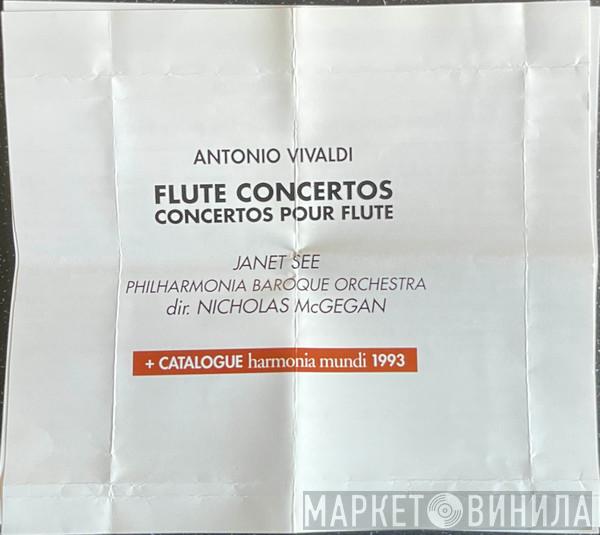 ANTONIO VIVALDI
FLUTE CONCERTOS
CONCERTOS POUR FLUTE
JANET SEE
PHILHARMONIA BAROQUE ORCHESTRA
dir. NICHOLAS McGEGAN
+ CATALOGUE harmonia mundi 1993
МАРКЕТ ВИНИЛА